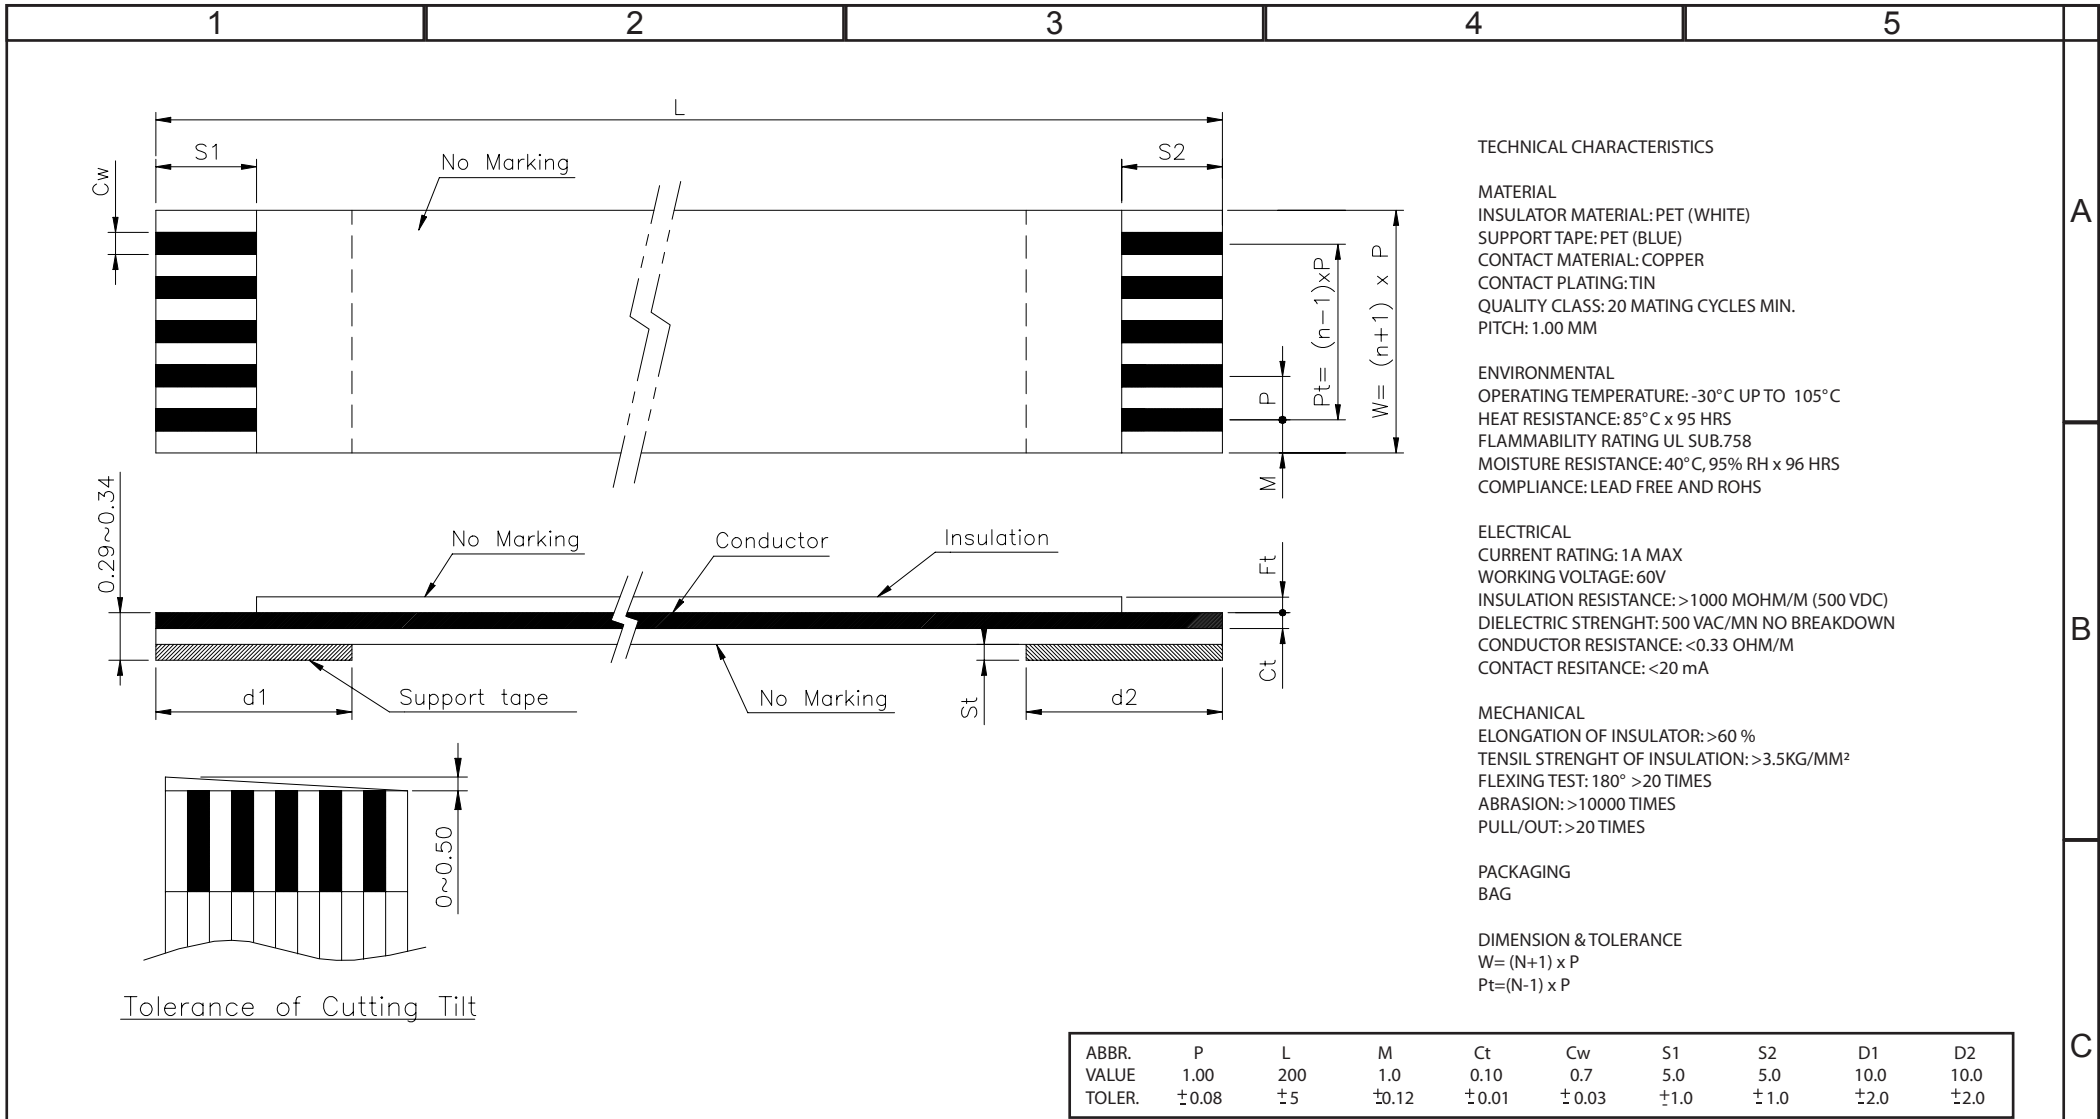 1 2 3 4 5
A
B
C
L
S1
S2
Cw
No Marking
P
Pt= (n-1)xP
W= (n+1) x P
M
0.29~0.34
No Marking
Conductor
Insulation
Ft
Ct
St
d1
Support tape
No Marking
d2
0~0.50
Tolerance of Cutting Tilt
TECHNICAL CHARACTERISTICS
MATERIAL
INSULATOR MATERIAL: PET (WHITE)
SUPPORT TAPE: PET (BLUE)
CONTACT MATERIAL: COPPER
CONTACT PLATING: TIN
QUALITY CLASS: 20 MATING CYCLES MIN.
PITCH: 1.00 MM
ENVIRONMENTAL
OPERATING TEMPERATURE: -30°C UP TO 105°C
HEAT RESISTANCE: 85°C x 95 HRS
FLAMMABILITY RATING UL SUB.758
MOISTURE RESISTANCE: 40°C, 95% RH x 96 HRS
COMPLIANCE: LEAD FREE AND ROHS
ELECTRICAL
CURRENT RATING: 1A MAX
WORKING VOLTAGE: 60V
INSULATION RESISTANCE: >1000 MOHM/M (500 VDC)
DIELECTRIC STRENGHT: 500 VAC/MN NO BREAKDOWN
CONDUCTOR RESISTANCE: <0.33 OHM/M
CONTACT RESITANCE: <20 mA
MECHANICAL
ELONGATION OF INSULATOR: >60 %
TENSIL STRENGHT OF INSULATION: >3.5KG/MM²
FLEXING TEST: 180° >20 TIMES
ABRASION: >10000 TIMES
PULL/OUT: >20 TIMES
PACKAGING
BAG
DIMENSION & TOLERANCE
W= (N+1) x P
Pt=(N-1) x P
ABBR. P L M Ct Cw S1 S2 D1 D2
VALUE 1.00 200 1.0 0.10 0.7 5.0 5.0 10.0 10.0
TOLER. ±0.08 ±5 ±0.12 ±0.01 ±0.03 ±1.0 ±1.0 ±2.0 ±2.0